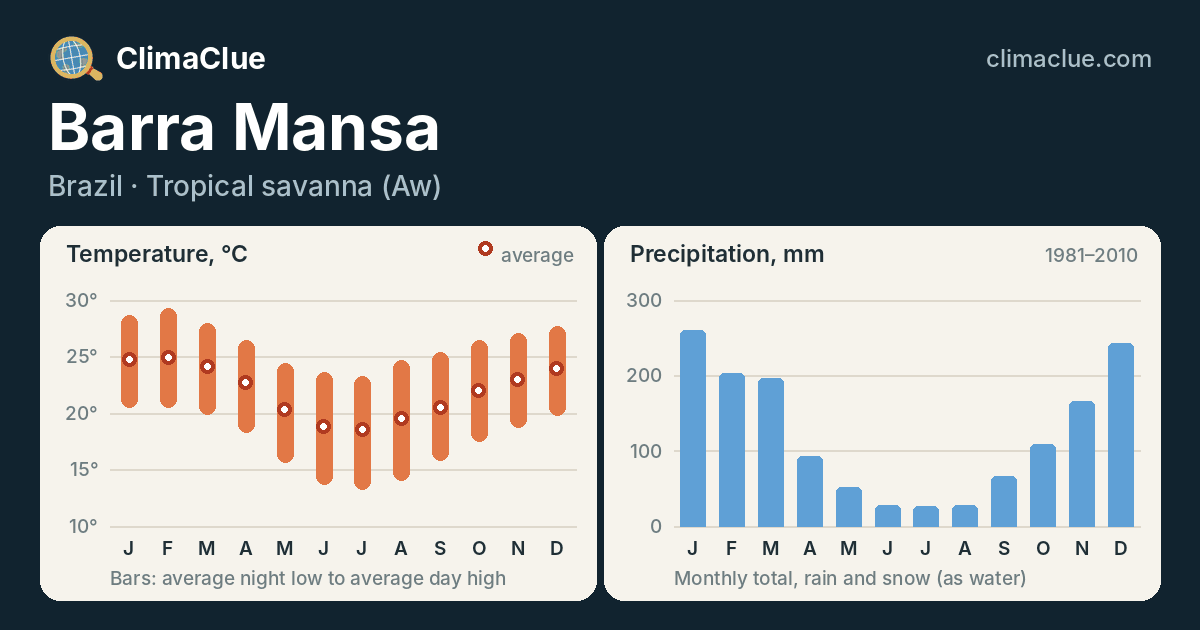 ClimaClue
climaclue.com
Barra Mansa
Brazil · Tropical savanna (Aw)
Temperature, °C
average
30°
25°
20°
15°
10°
J F M A M J J A S O N D
Bars: average night low to average day high
Precipitation, mm
1981–2010
300
200
100
0
J F M A M J J A S O N D
Monthly total, rain and snow (as water)